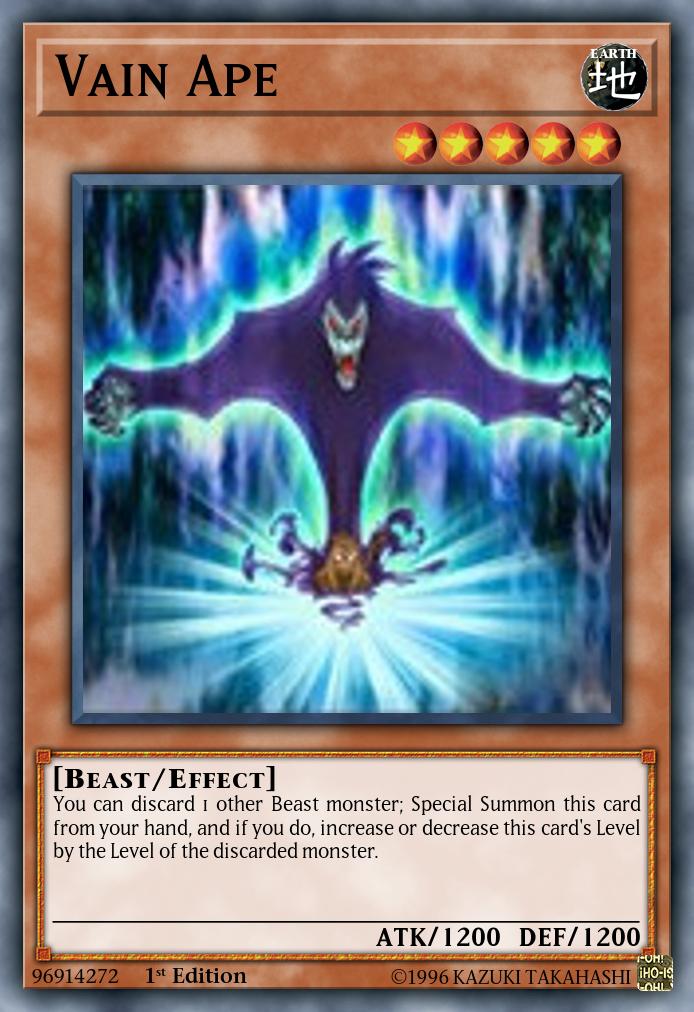 Vain Ape
EARTH
地
[Beast/Effect]
You can discard 1 other Beast monster; Special Summon this card
from your hand, and if you do, increase or decrease this card's Level
by the Level of the discarded monster.
ATK/1200 DEF/1200
96914272 1st Edition ©1996 KAZUKI TAKAHASHI